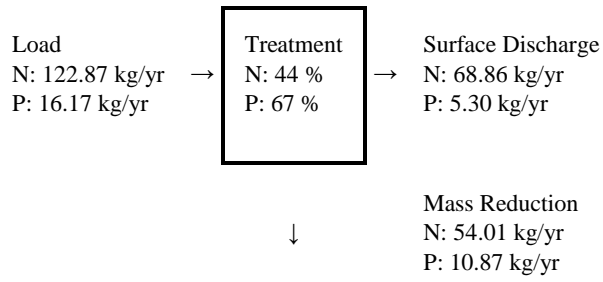 Load
N: 122.87 kg/yr
P: 16.17 kg/yr
→
Treatment
N: 44 %
P: 67 %
→
Surface Discharge
N: 68.86 kg/yr
P: 5.30 kg/yr
↓
Mass Reduction
N: 54.01 kg/yr
P: 10.87 kg/yr